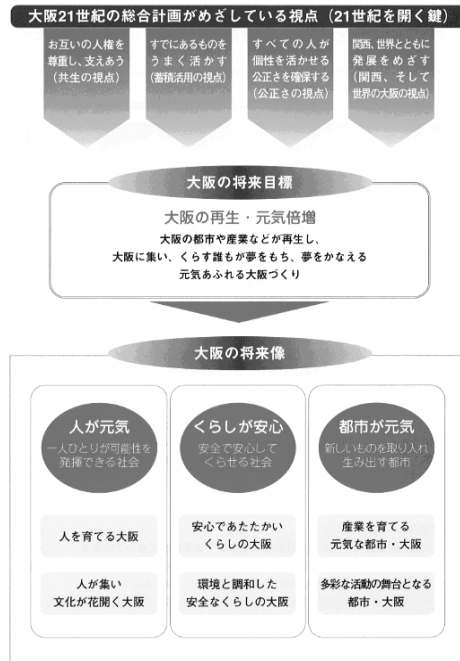 大阪21世紀の総合計画がめざしている視点（21世紀を開く鍵）
お互いの人権を
尊重し、支えあう
（共生の視点）
すでにあるものを
うまく活かす
（蓄積活用の視点）
すべての人が
個性を活かせる
公正さを確保する
（公正さの視点）
関西、世界とともに
発展をめざす
（関西、そして
世界の大阪の視点）
大阪の将来目標
大阪の再生・元気倍増
大阪の都市や産業などが再生し、
大阪に集い、くらす誰もが夢をもち、夢をかなえる
元気あふれる大阪づくり
大阪の将来像
人が元気
一人ひとりが可能性を
発揮できる社会
人を育てる大阪
人が集い
文化が花開く大阪
くらしが安心
安全で安心して
くらせる社会
安心であたたかい
くらしの大阪
環境と調和した
安全なくらしの大阪
都市が元気
新しいものを取り入れ
生み出す都市
産業を育てる
元気な都市・大阪
多彩な活動の舞台となる
都市・大阪